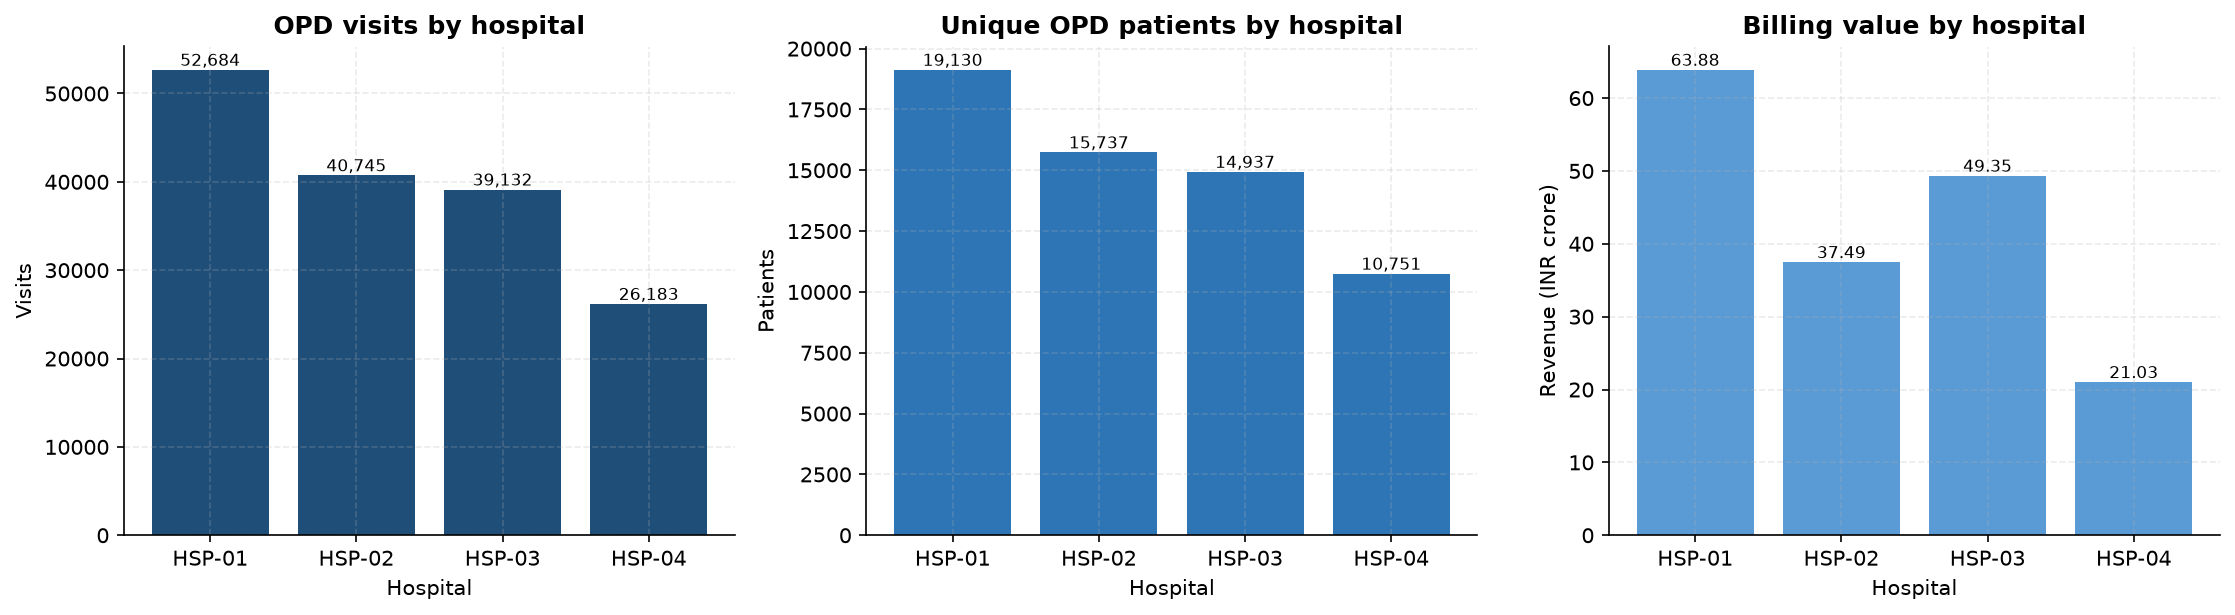 OPD visits by hospital
Visits
50000
40000
30000
20000
10000
0
52,684
40,745
39,132
26,183
HSP-01 HSP-02 HSP-03 HSP-04
Hospital
Unique OPD patients by hospital
Patients
20000
17500
15000
12500
10000
7500
5000
2500
0
19,130
15,737
14,937
10,751
HSP-01 HSP-02 HSP-03 HSP-04
Hospital
Billing value by hospital
Revenue (INR crore)
60
50
40
30
20
10
0
63.88
37.49
49.35
21.03
HSP-01 HSP-02 HSP-03 HSP-04
Hospital